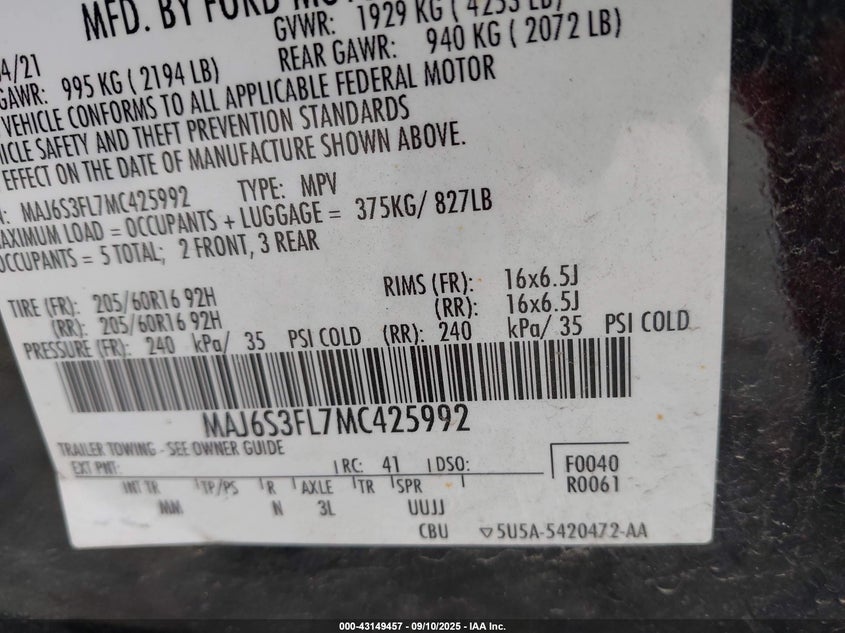 MFD. BY FORD MO
GVWR: 1929 KG ( 4253 LB)
4/21
GAWR: 995 KG ( 2194 LB) REAR GAWR: 940 KG ( 2072 LB)
VEHICLE CONFORMS TO ALL APPLICABLE FEDERAL MOTOR
HICLE SAFETY AND THEFT PREVENTION STANDARDS
EFFECT ON THE DATE OF MANUFACTURE SHOWN ABOVE.
N: MAJ6S3FL7MC425992 TYPE: MPV
MAXIMUM LOAD = OCCUPANTS + LUGGAGE = 375KG/ 827LB
OCCUPANTS = 5 TOTAL; 2 FRONT, 3 REAR
TIRE (FR): 205/60R16 92H RIMS (FR): 16x6.5J
(RR): 205/60R16 92H (RR): 16x6.5J
PRESSURE (FR): 240 kPa/ 35 PSI COLD (RR): 240 kPa/ 35 PSI COLD
MAJ6S3FL7MC425992
TRAILER TOWING - SEE OWNER GUIDE
EXT PNT: RC: 41 DSO: F0040
R0061
INT TR TP/PS R AXLE TR SPR
MM N 3L UUJJ
CBU ▽5U5A-5420472-AA
000-43149457 - 09/10/2025 - IAA Inc.